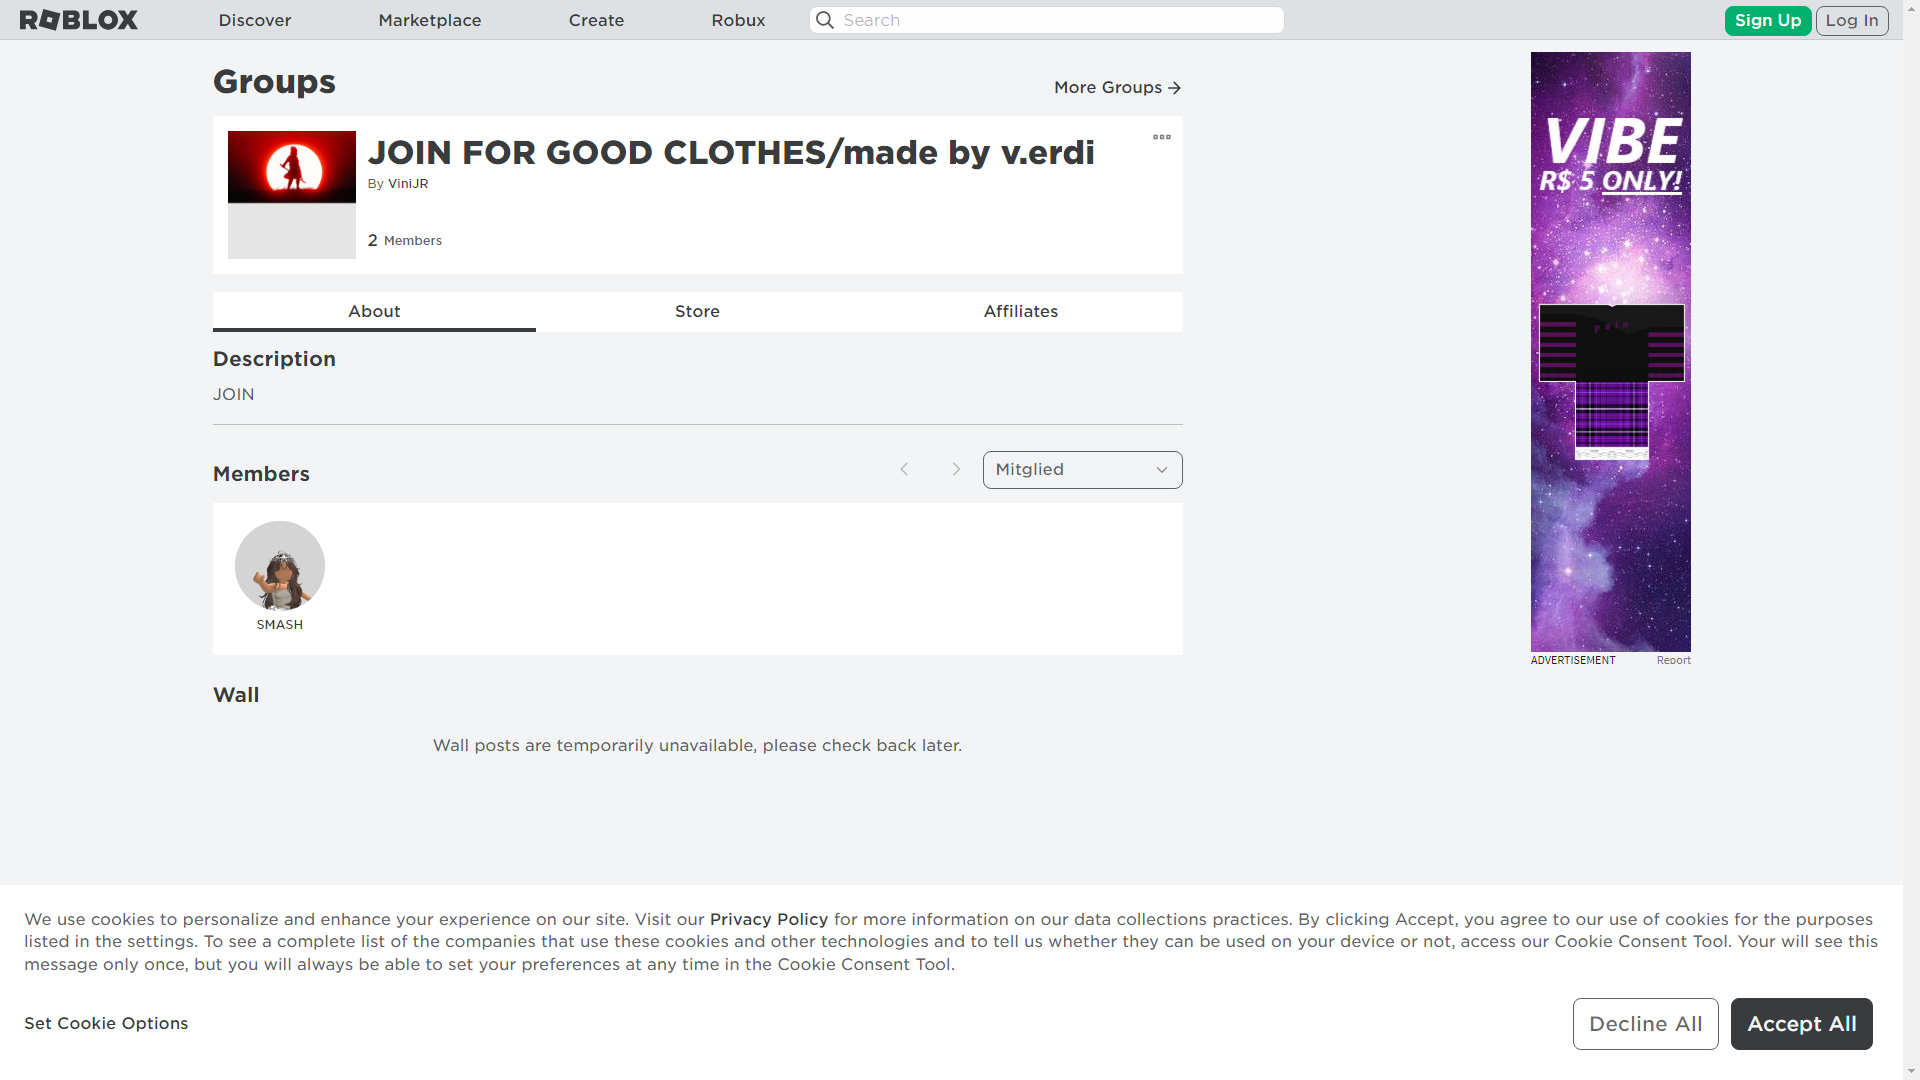 ROBLOX
Discover
Marketplace
Create
Robux
Search
Sign Up
Log In
Groups
More Groups
JOIN FOR GOOD CLOTHES/made by v.erdi
By ViniJR
2 Members
About
Store
Affiliates
Description
JOIN
Members
Mitglied
SMASH
Wall
Wall posts are temporarily unavailable, please check back later.
VIBE
R$ 5 ONLY!
pain
ADVERTISEMENT
Report
We use cookies to personalize and enhance your experience on our site. Visit our Privacy Policy for more information on our data collections practices. By clicking Accept, you agree to our use of cookies for the purposes
listed in the settings. To see a complete list of the companies that use these cookies and other technologies and to tell us whether they can be used on your device or not, access our Cookie Consent Tool. Your will see this
message only once, but you will always be able to set your preferences at any time in the Cookie Consent Tool.
Set Cookie Options
Decline All
Accept All